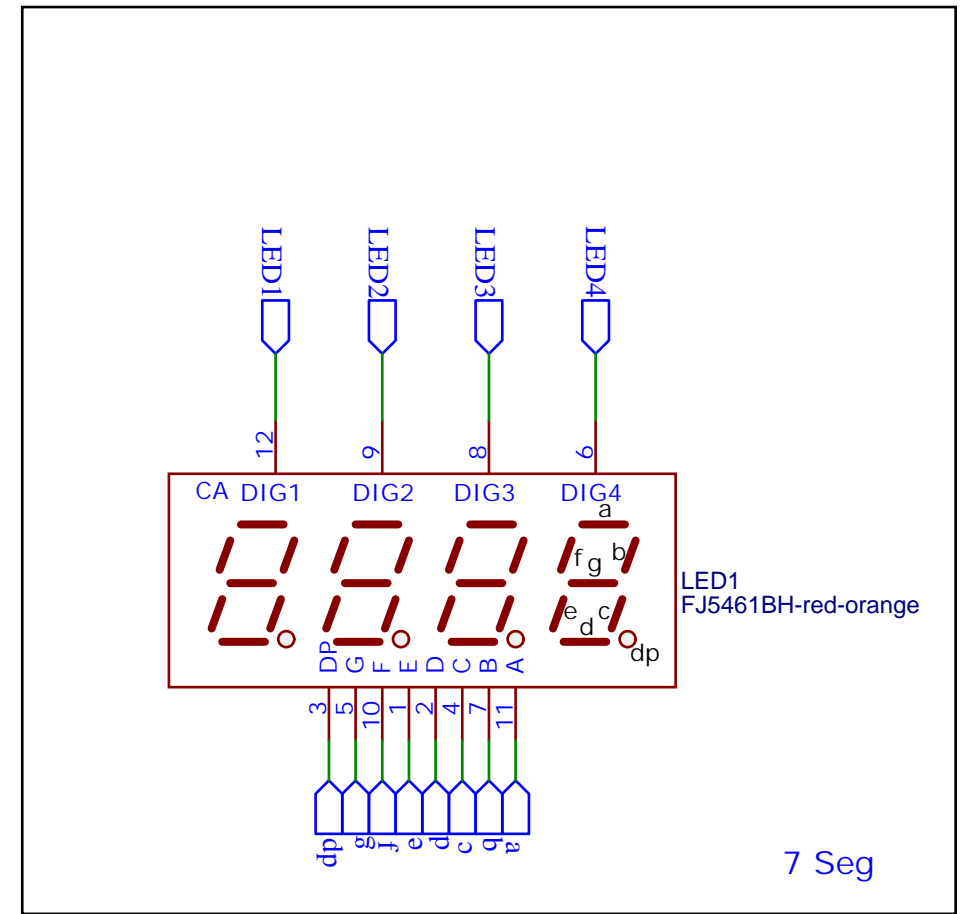 LED1 LED2 LED3 LED4
12 9 8 6
CA DIG1 DIG2 DIG3 DIG4
a
f g b
e d c
dp
LED1
FJ5461BH-red-orange
DP G F E D C B A
3 5 10 1 2 4 7 11
dp g f e d c b a
7 Seg